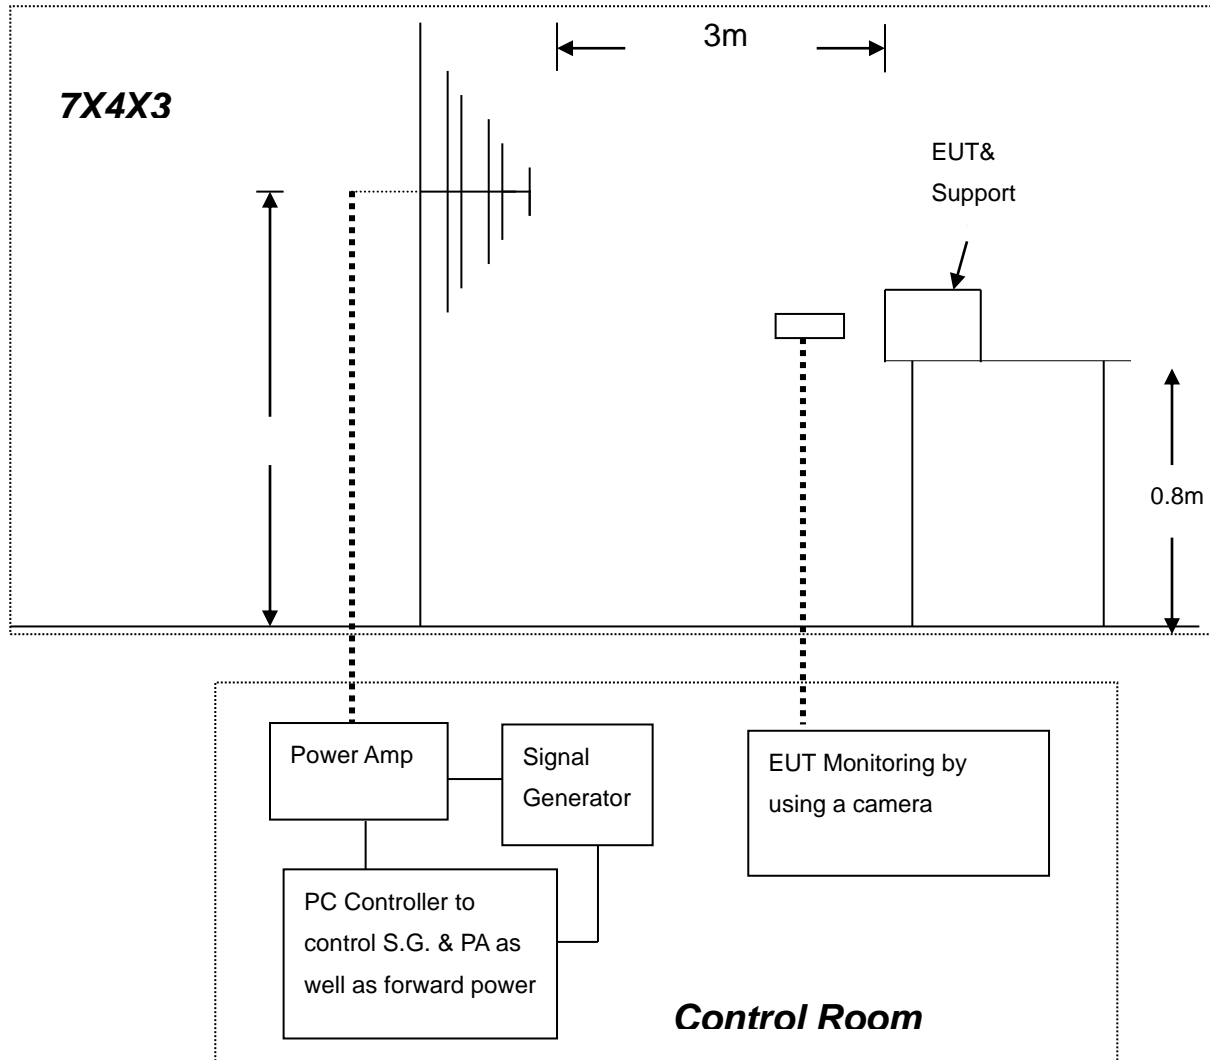 3m
7X4X3
EUT&
Support
0.8m
Power Amp
Signal
Generator
EUT Monitoring by
using a camera
PC Controller to
control S.G. & PA as
well as forward power
Control Room